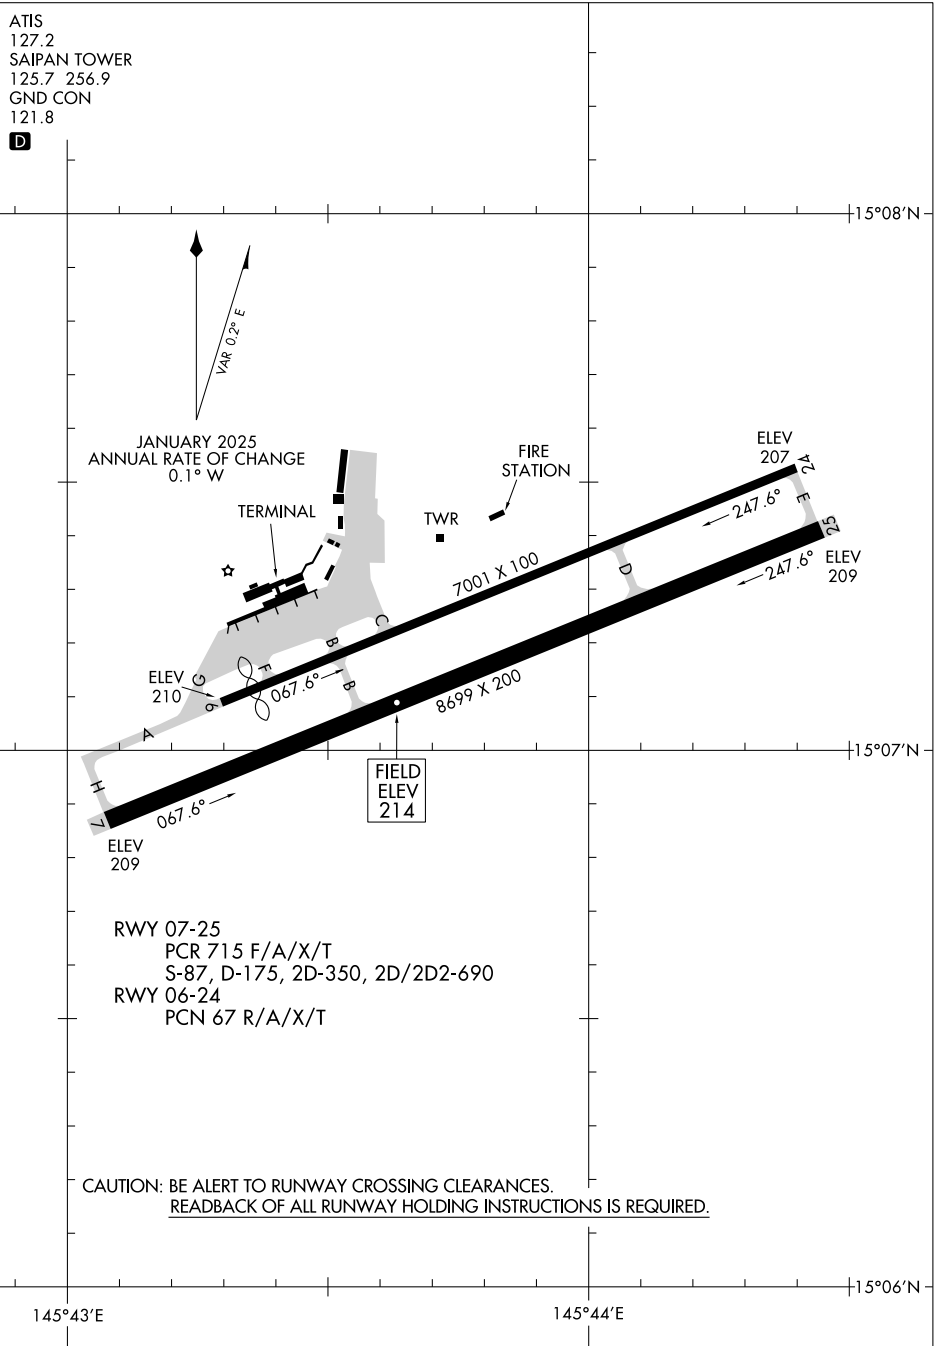 ATIS
127.2
SAIPAN TOWER
125.7 256.9
GND CON
121.8
D
15°08'N
VAR 0.2° E
JANUARY 2025
ANNUAL RATE OF CHANGE
0.1° W
ELEV
207
24
FIRE
STATION
E
247.6°
TERMINAL
TWR
25
ELEV
209
247.6°
7001 X 100
D
C
B
F
G
ELEV
210
6
067.6°
B
8699 X 200
A
15°07'N
FIELD
ELEV
214
H
067.6°
7
ELEV
209
RWY 07-25
PCR 715 F/A/X/T
S-87, D-175, 2D-350, 2D/2D2-690
RWY 06-24
PCN 67 R/A/X/T
CAUTION: BE ALERT TO RUNWAY CROSSING CLEARANCES.
READBACK OF ALL RUNWAY HOLDING INSTRUCTIONS IS REQUIRED.
15°06'N
145°43'E
145°44'E